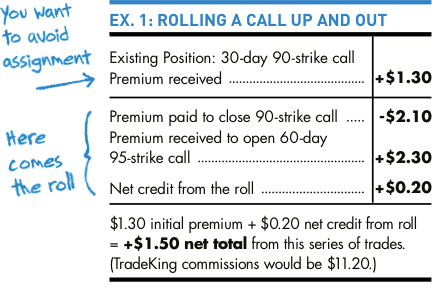 You want
to avoid
assignment
EX. 1: ROLLING A CALL UP AND OUT
Existing Position: 30-day 90-strike call
Premium received .................................. +$1.30
Here
comes
the roll
Premium paid to close 90-strike call ..... -$2.10
Premium received to open 60-day
95-strike call .......................................... +$2.30
Net credit from the roll .......................... +$0.20
$1.30 initial premium + $0.20 net credit from roll
= +$1.50 net total from this series of trades.
(TradeKing commissions would be $11.20.)